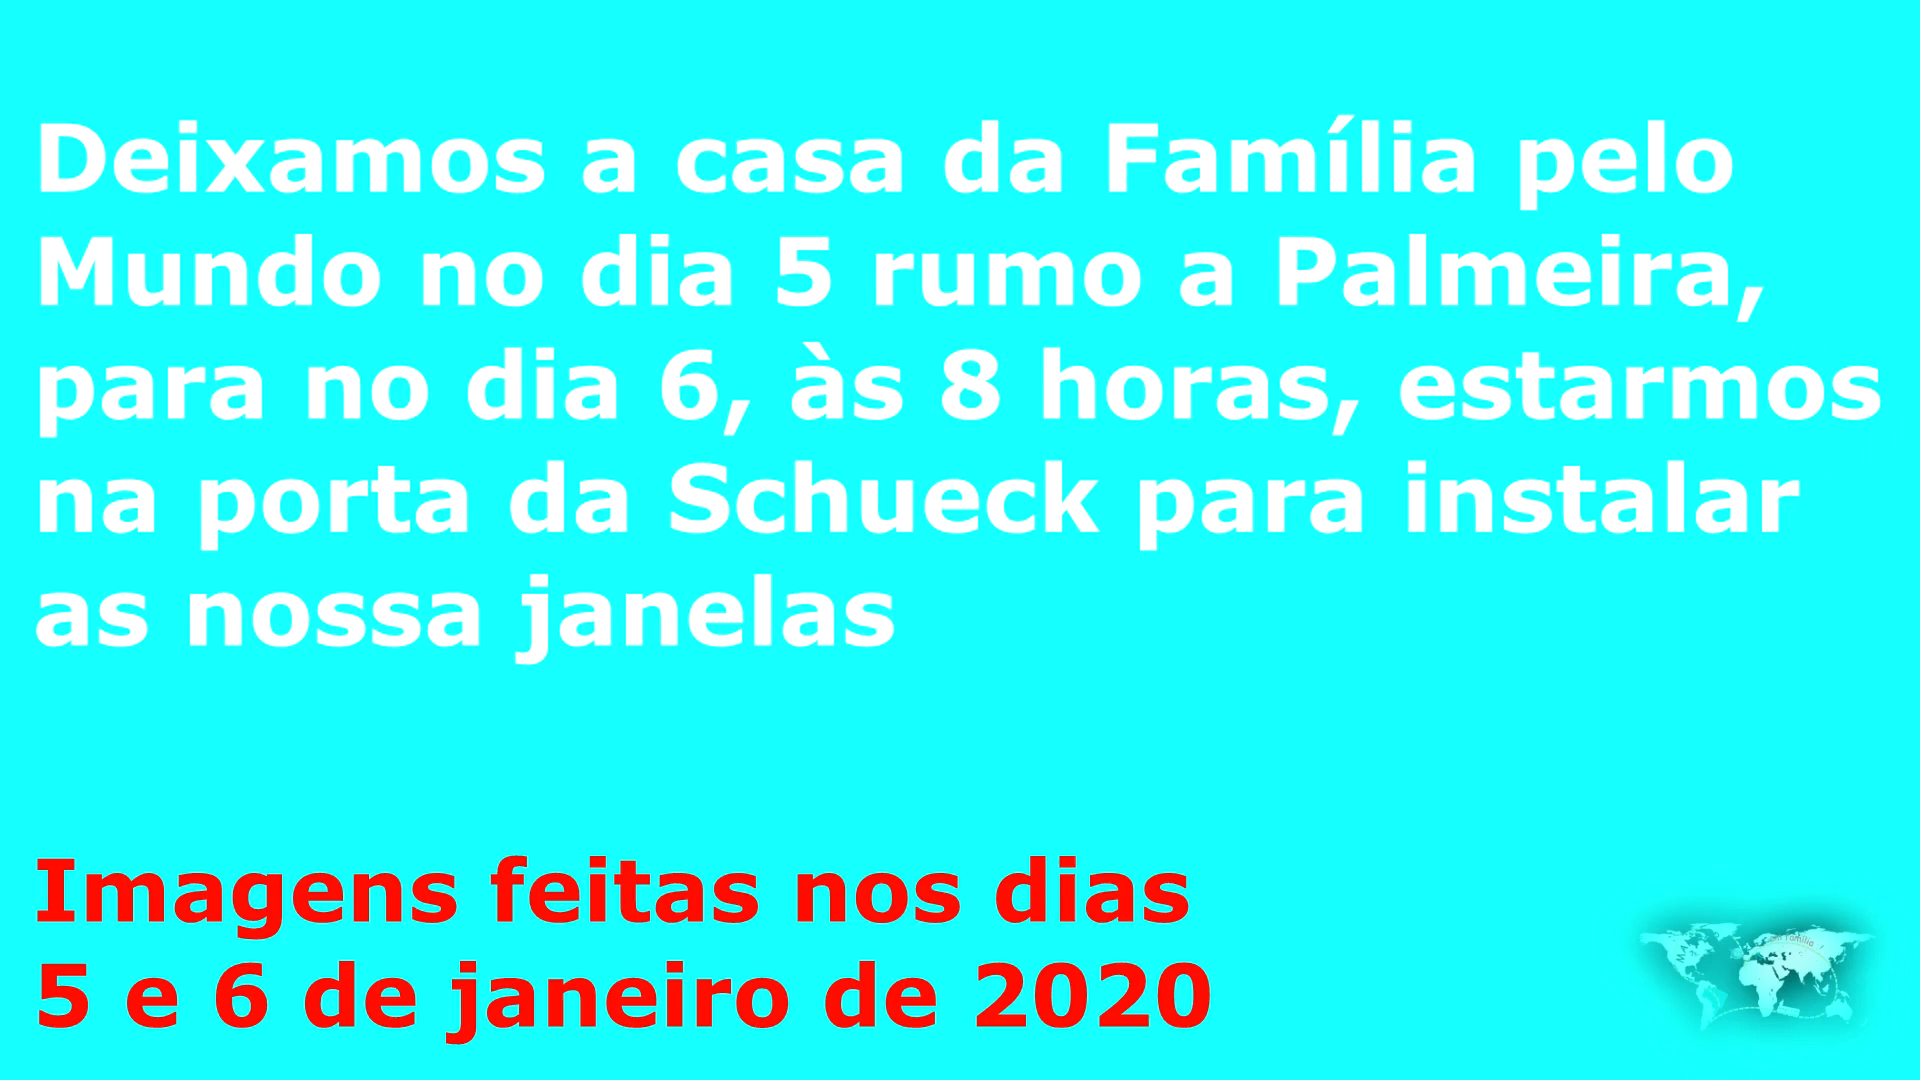 Deixamos a casa da Família pelo
Mundo no dia 5 rumo a Palmeira,
para no dia 6, às 8 horas, estarmos
na porta da Schueck para instalar
as nossa janelas
Imagens feitas nos dias
5 e 6 de janeiro de 2020